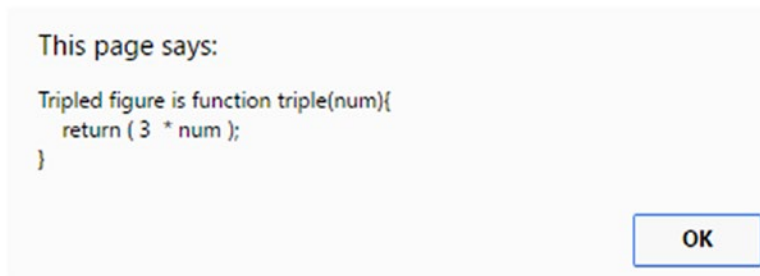 This page says:
Tripled figure is function triple(num){
return ( 3 * num );
}
OK